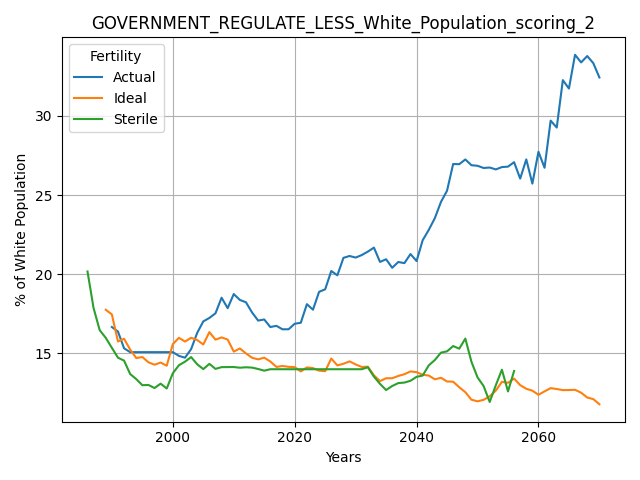 GOVERNMENT_REGULATE_LESS_White_Population_scoring_2
Fertility
Actual
Ideal
Sterile
% of White Population
30
25
20
15
2000
2020
2040
2060
Years